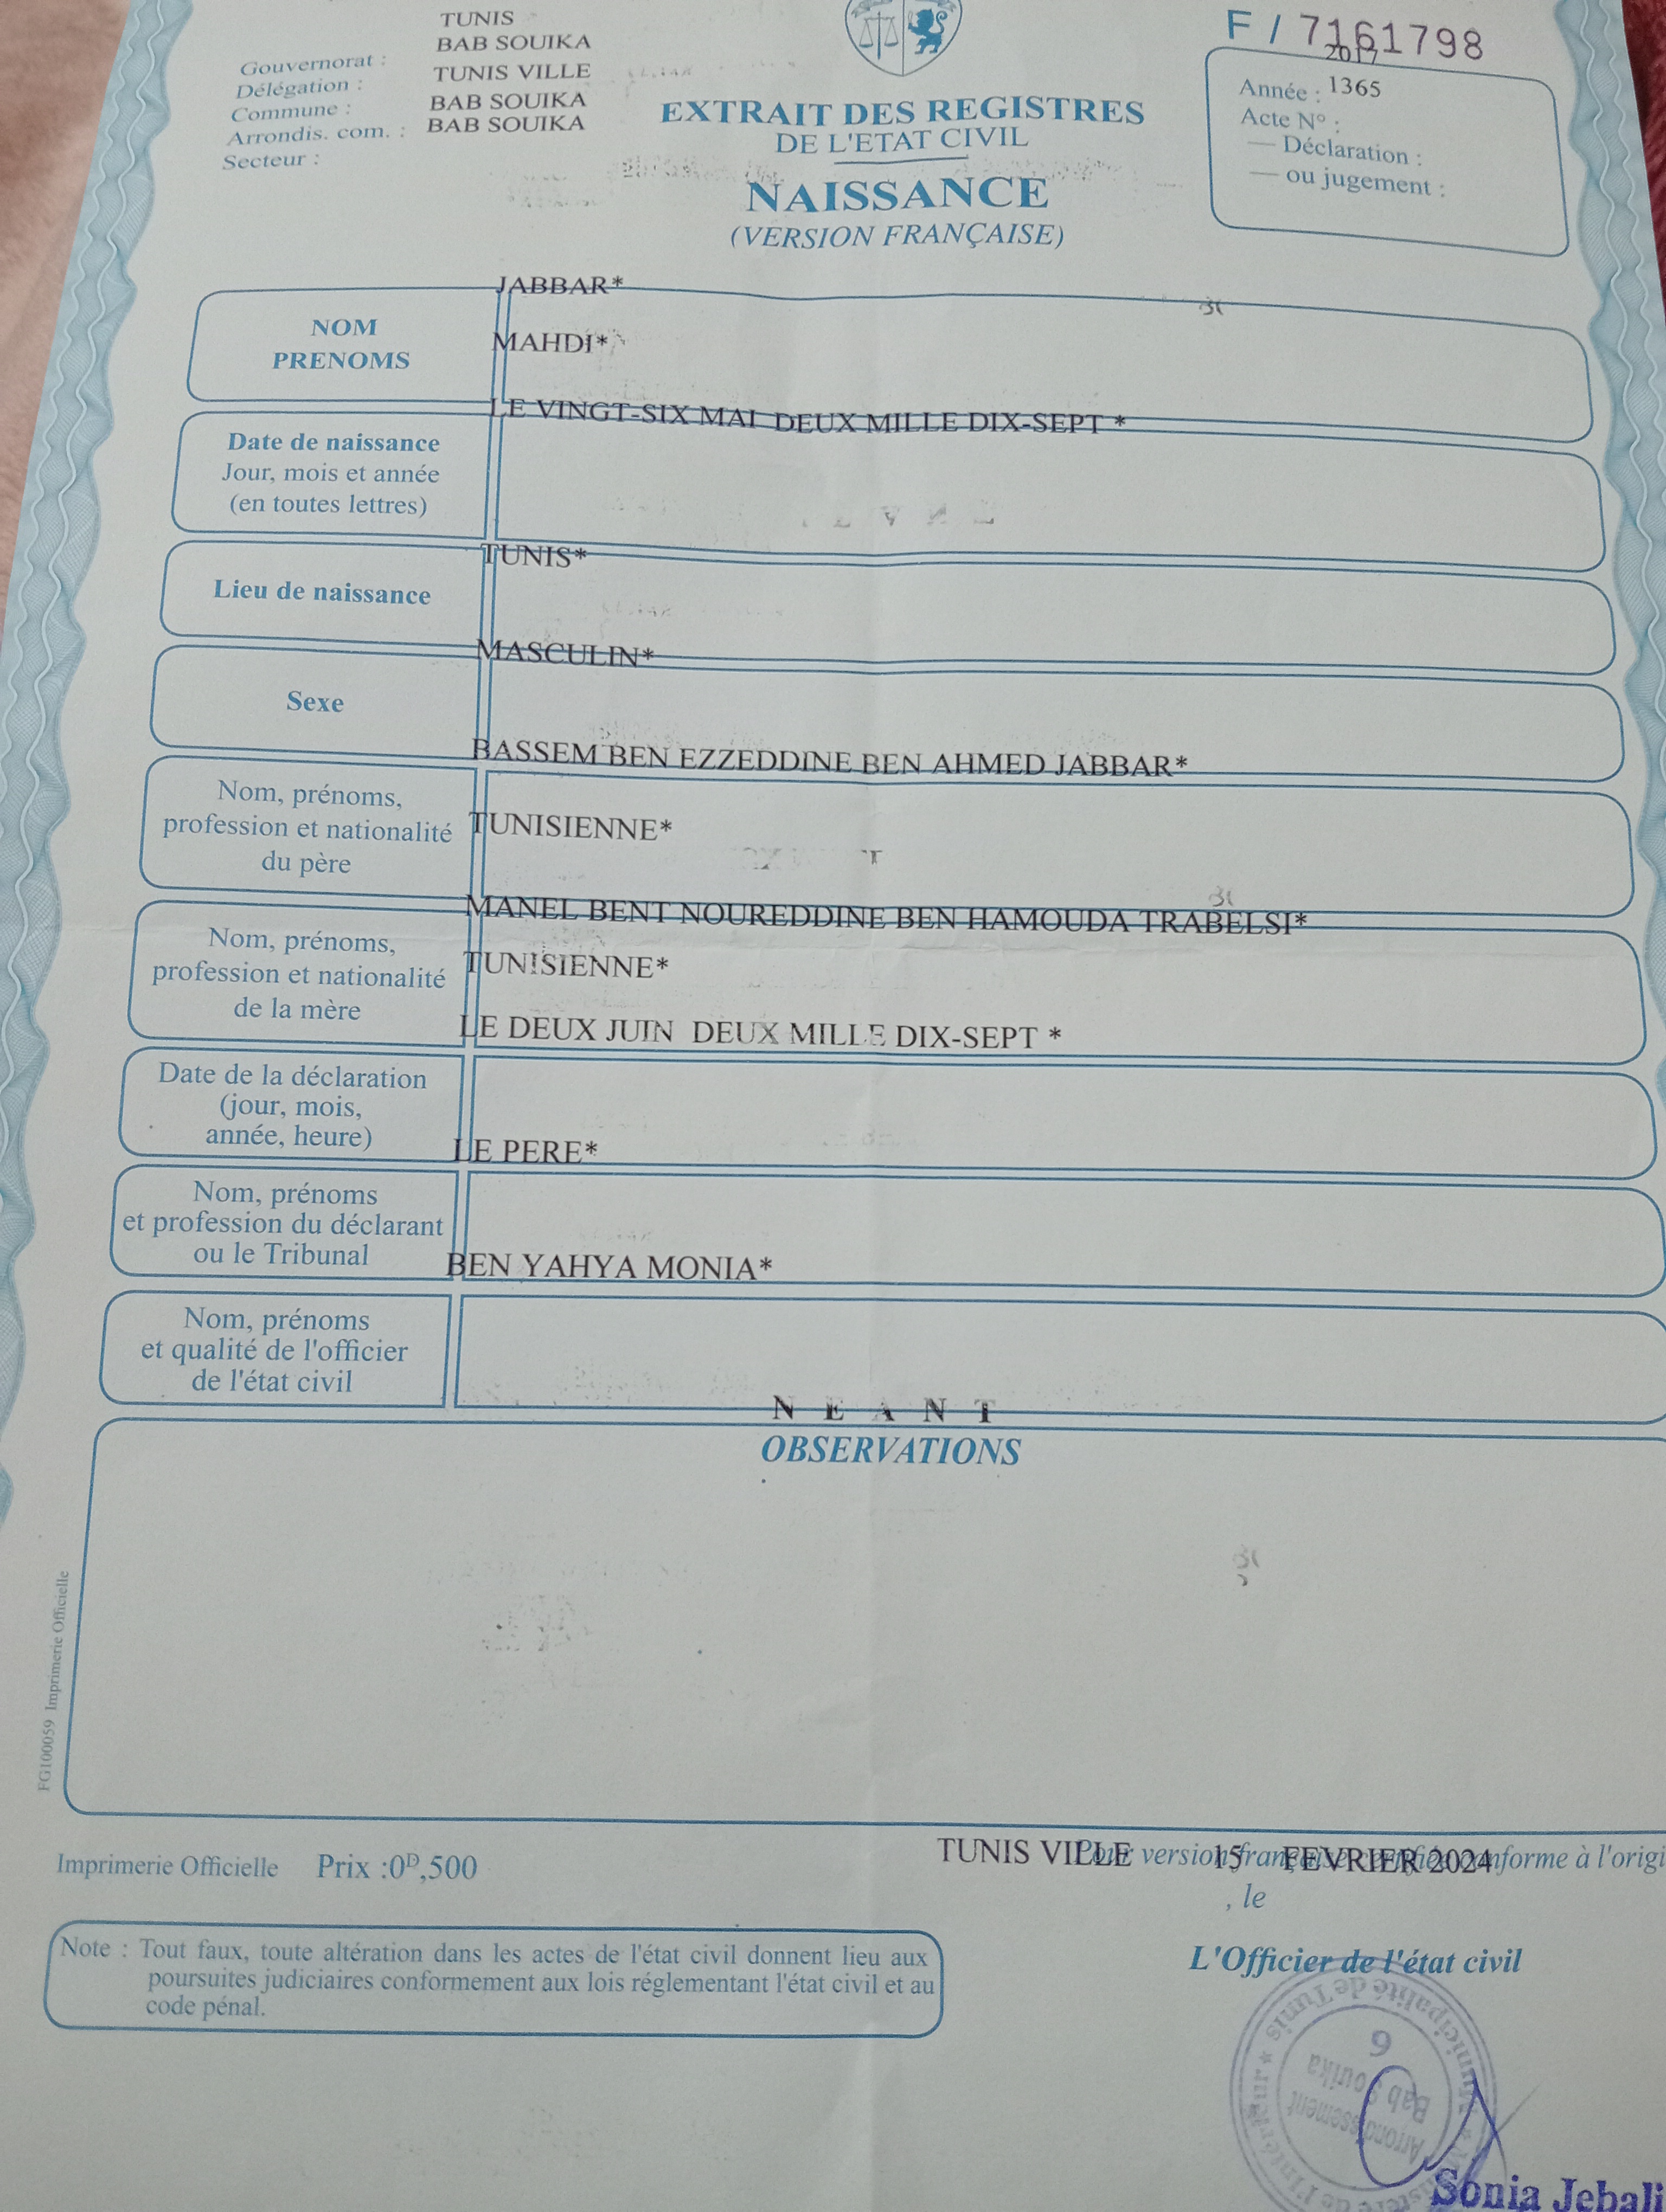 TUNIS
BAB SOUIKA
TUNIS VILLE
BAB SOUIKA
BAB SOUIKA
Gouvernorat :
Délégation :
Commune :
Arrondis. com. :
Secteur :
EXTRAIT DES REGISTRES
DE L'ETAT CIVIL
NAISSANCE
(VERSION FRANÇAISE)
F / 7161798
2017
Année : 1365
Acte N° :
— Déclaration :
— ou jugement :
JABBAR*
NOM
MAHDI*
PRENOMS
LE VINGT-SIX MAI DEUX MILLE DIX-SEPT *
Date de naissance
Jour, mois et année
(en toutes lettres)
TUNIS*
Lieu de naissance
MASCULIN*
Sexe
BASSEM BEN EZZEDDINE BEN AHMED JABBAR*
Nom, prénoms,
profession et nationalité
du père
TUNISIENNE*
MANEL BENT NOUREDDINE BEN HAMOUDA TRABELSI*
Nom, prénoms,
profession et nationalité
de la mère
TUNISIENNE*
LE DEUX JUIN DEUX MILLE DIX-SEPT *
Date de la déclaration
(jour, mois,
année, heure)
LE PERE*
Nom, prénoms
et profession du déclarant
ou le Tribunal
BEN YAHYA MONIA*
Nom, prénoms
et qualité de l'officier
de l'état civil
N E A N T
OBSERVATIONS
FG100059 Imprimerie Officielle
Imprimerie Officielle Prix :0ᴰ,500
TUNIS VILLE 15 FEVRIER 2024
Pour version française certifiée conforme à l'origi
, le
Note : Tout faux, toute altération dans les actes de l'état civil donnent lieu aux
poursuites judiciaires conformement aux lois réglementant l'état civil et au
code pénal.
L'Officier de l'état civil
Municipalité de Tunis
6
Arrondissement
Bab Souika
Sonia Jebali